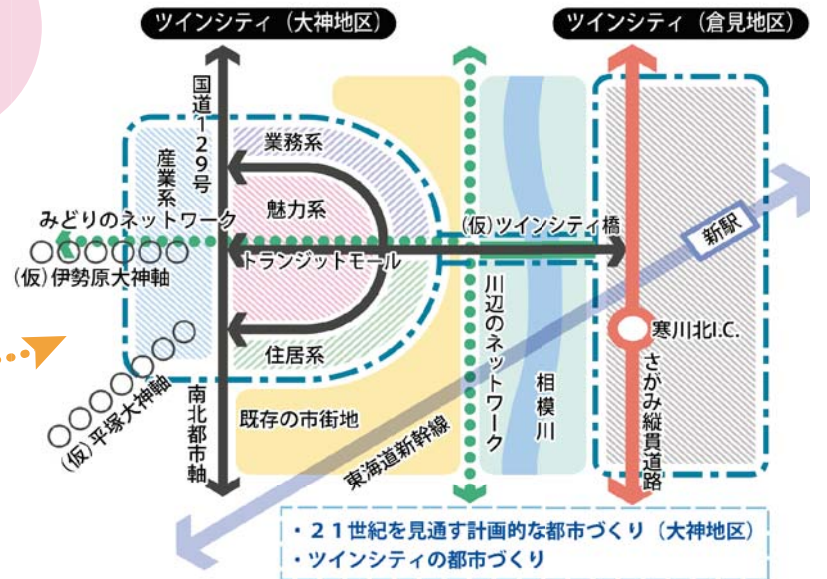 ツインシティ（大神地区）
ツインシティ（倉見地区）
国道129号
産業系
業務系
魅力系
みどりのネットワーク
(仮)ツインシティ橋
新駅
(仮)伊勢原大神軸
トランジットモール
川辺のネットワーク
寒川北I.C.
住居系
相模川
さがみ縦貫道路
(仮)平塚大神軸
南北都市軸
既存の市街地
東海道新幹線
・２１世紀を見通す計画的な都市づくり（大神地区）
・ツインシティの都市づくり